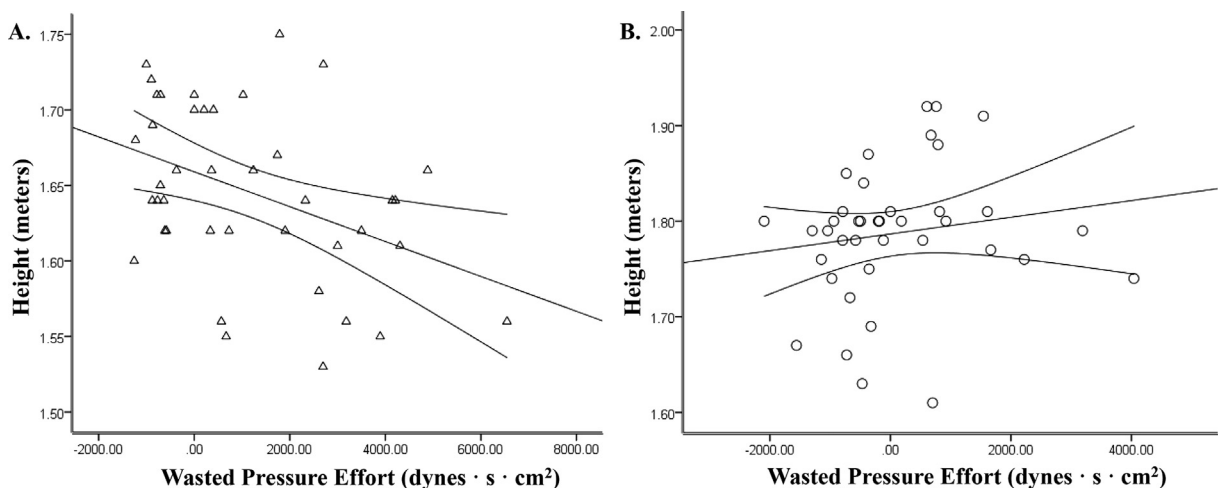 A.
Height (meters)
1.75
1.70
1.65
1.60
1.55
1.50
-2000.00 .00 2000.00 4000.00 6000.00 8000.00
Wasted Pressure Effort (dynes · s · cm²)
B.
Height (meters)
2.00
1.90
1.80
1.70
1.60
-2000.00 .00 2000.00 4000.00
Wasted Pressure Effort (dynes · s · cm²)